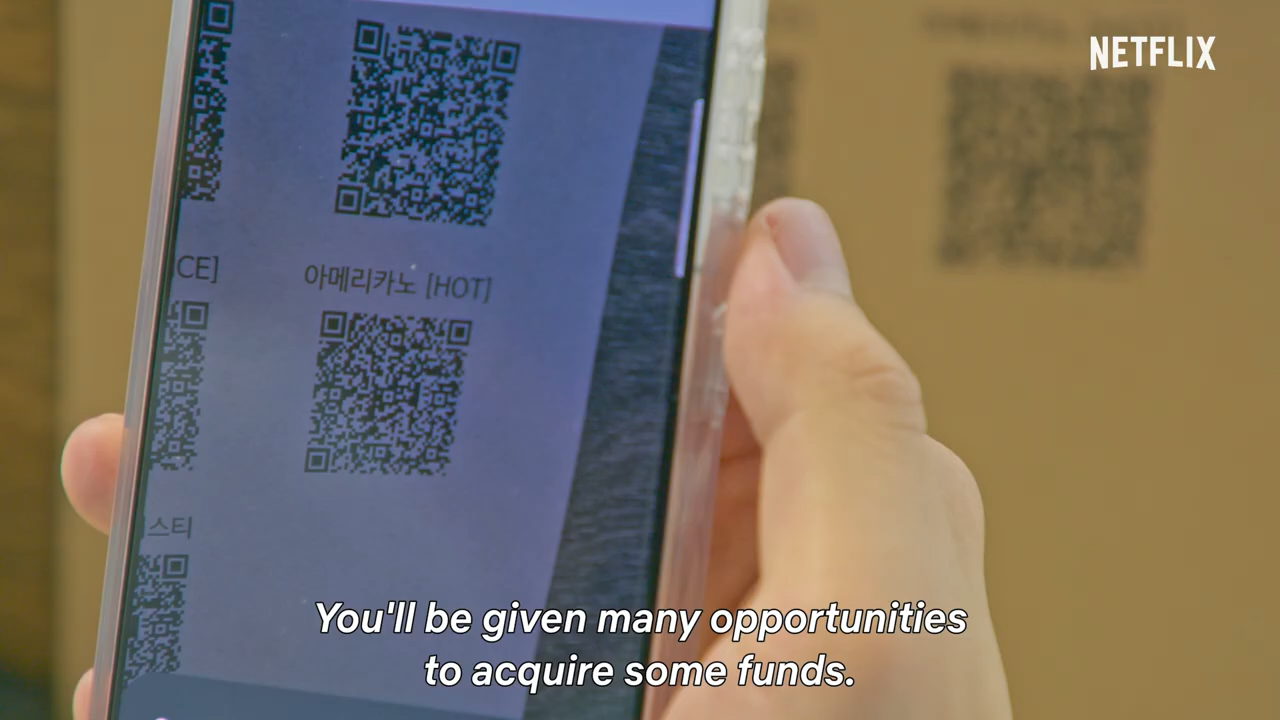 NETFLIX
CE]
아메리카노 [HOT]
스티
You'll be given many opportunities
to acquire some funds.